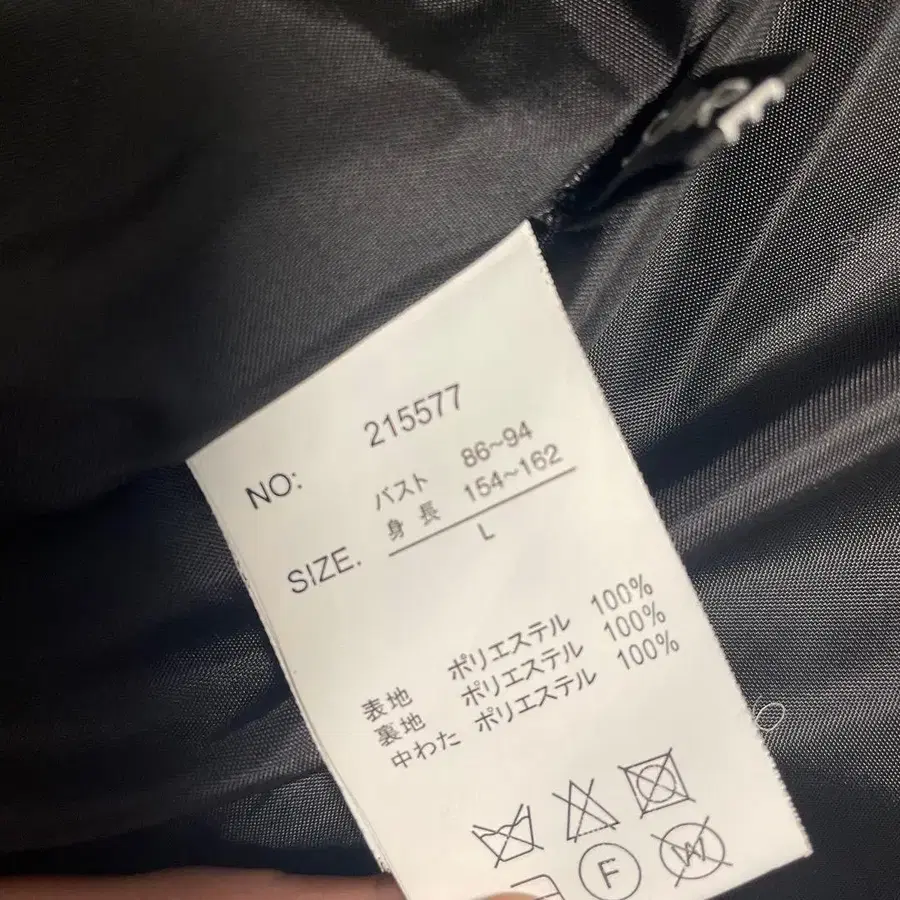 NO: 215577
バスト 86~94
身長 154~162
SIZE. L
表地 ポリエステル 100%
裏地 ポリエステル 100%
中わた ポリエステル 100%
F
W